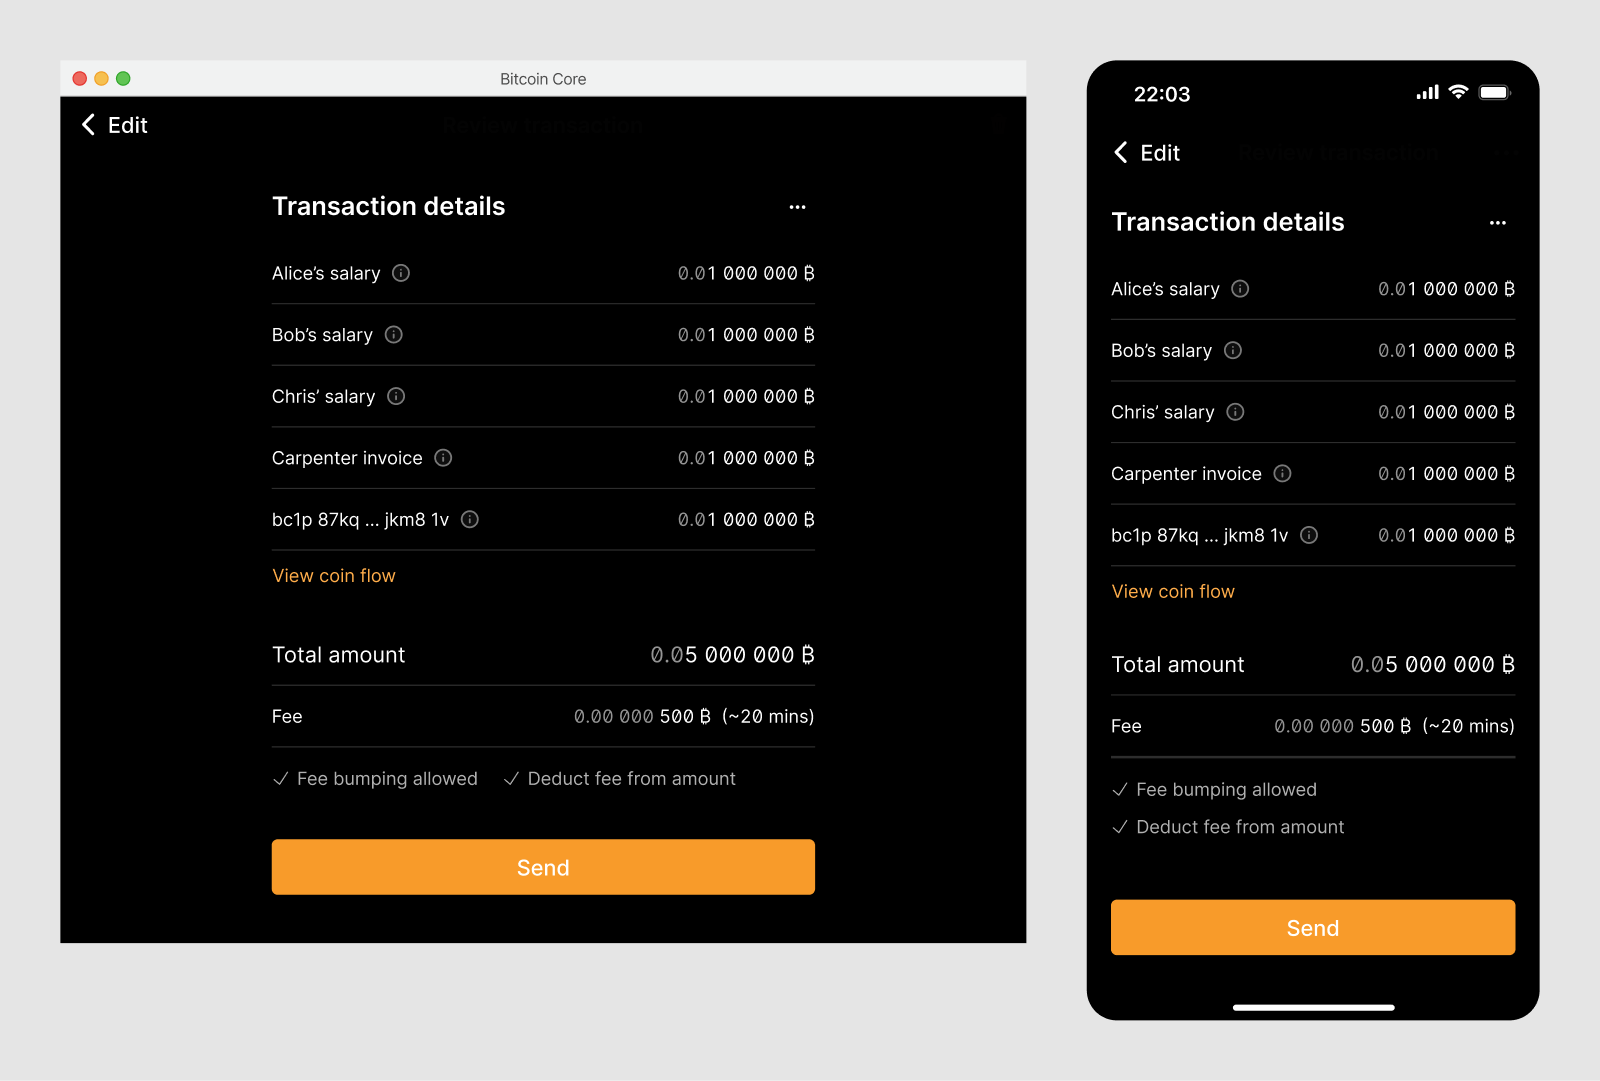 Bitcoin Core
Edit
Review transaction
Transaction details
Alice’s salary 0.01 000 000 ₿
Bob’s salary 0.01 000 000 ₿
Chris’ salary 0.01 000 000 ₿
Carpenter invoice 0.01 000 000 ₿
bc1p 87kq ... jkm8 1v 0.01 000 000 ₿
View coin flow
Total amount 0.05 000 000 ₿
Fee 0.00 000 500 ₿ (~20 mins)
Fee bumping allowed Deduct fee from amount
Send
22:03
Edit
Review transaction
Transaction details
Alice’s salary 0.01 000 000 ₿
Bob’s salary 0.01 000 000 ₿
Chris’ salary 0.01 000 000 ₿
Carpenter invoice 0.01 000 000 ₿
bc1p 87kq ... jkm8 1v 0.01 000 000 ₿
View coin flow
Total amount 0.05 000 000 ₿
Fee 0.00 000 500 ₿ (~20 mins)
Fee bumping allowed
Deduct fee from amount
Send